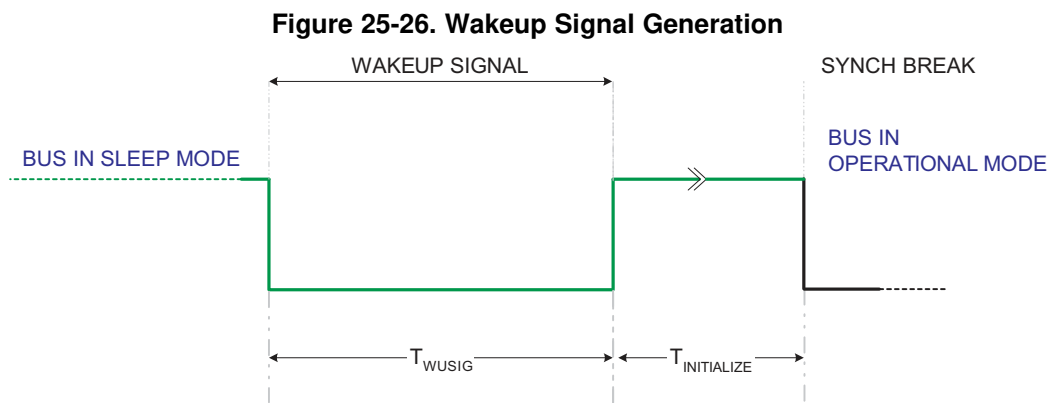 Figure 25-26. Wakeup Signal Generation
WAKEUP SIGNAL
SYNCH BREAK
BUS IN SLEEP MODE
BUS IN
OPERATIONAL MODE
TWUSIG
TINITIALIZE